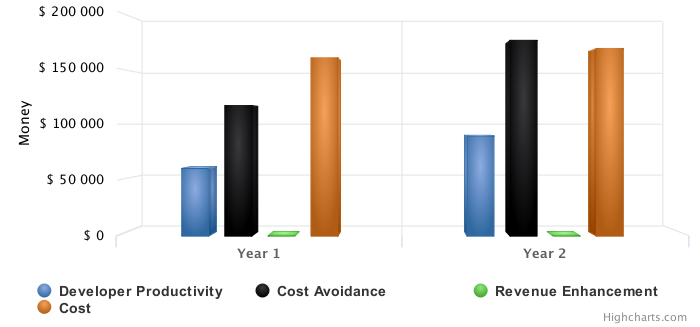 $ 200 000
$ 150 000
$ 100 000
$ 50 000
$ 0
Money
Year 1
Year 2
Developer Productivity
Cost Avoidance
Revenue Enhancement
Cost
Highcharts.com